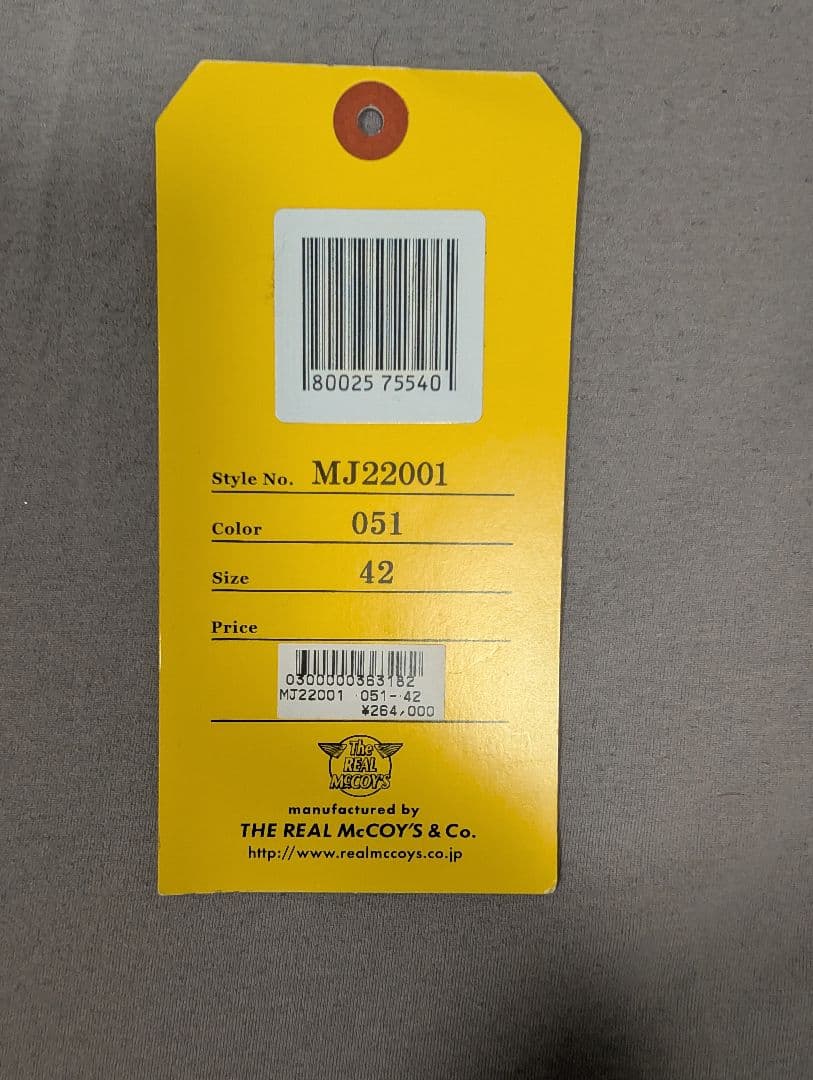 80025 75540
Style No. MJ22001
Color 051
Size 42
Price
0300000363182
MJ22001 051-42
¥264,000
The
REAL
McCOY'S
manufactured by
THE REAL McCOY'S & Co.
http://www.realmccoys.co.jp